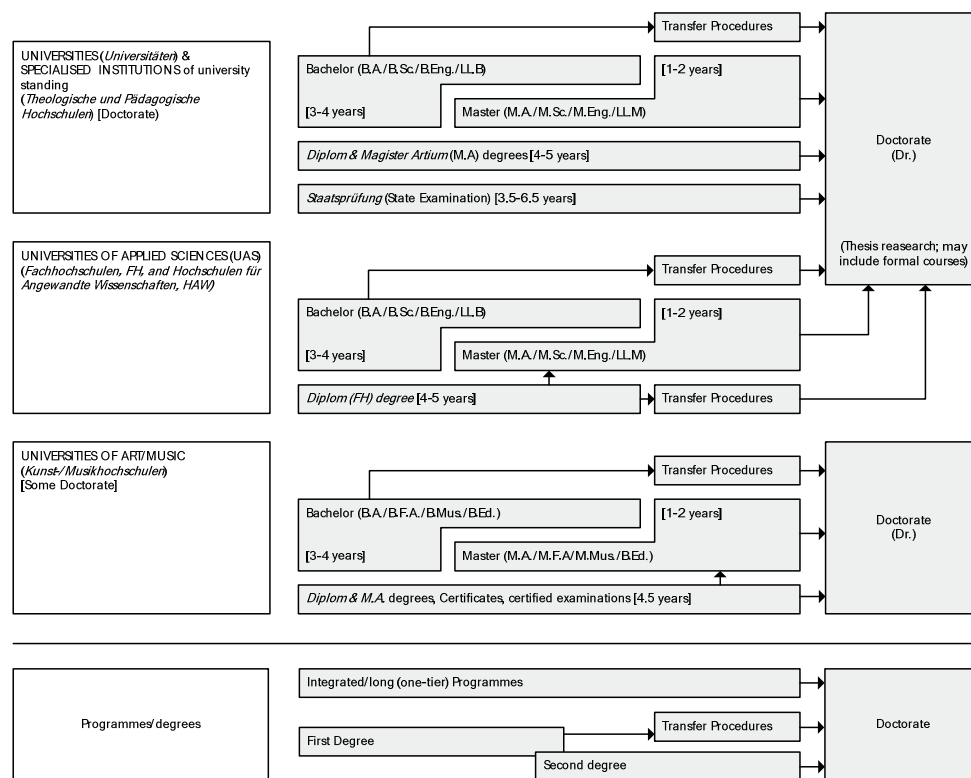 UNIVERSITIES (Universitäten) &
SPECIALISED INSTITUTIONS of university
standing
(Theologische und Pädagogische
Hochschulen) [Doctorate)
Transfer Procedures
Bachelor (B.A./B.Sc./B.Eng./LL.B)
[1-2 years]
[3-4 years]
Master (M.A./M.Sc./M.Eng./LL.M)
Diplom & Magister Artium (M.A) degrees [4-5 years]
Staatsprüfung (State Examination) [3.5-6.5 years]
Doctorate
(Dr.)
(Thesis reasearch; may
include formal courses)
UNIVERSITIES OF APPLIED SCIENCES (UAS)
(Fachhochschulen, FH, and Hochschulen für
Angewandte Wissenschaften, HAW)
Transfer Procedures
Bachelor (B.A./B.Sc./B.Eng./LL.B)
[1-2 years]
[3-4 years]
Master (M.A./M.Sc./M.Eng./LL.M)
Diplom (FH) degree [4-5 years]
Transfer Procedures
UNIVERSITIES OF ART/MUSIC
(Kunst-/Musikhochschulen)
[Some Doctorate]
Transfer Procedures
Bachelor (B.A./B.F.A./B.Mus./B.Ed.)
[1-2 years]
[3-4 years]
Master (M.A./M.F.A/M.Mus./B.Ed.)
Diplom & M.A. degrees, Certificates, certified examinations [4.5 years]
Doctorate
(Dr.)
Programmes/degrees
Integrated/long (one-tier) Programmes
Transfer Procedures
First Degree
Second degree
Doctorate